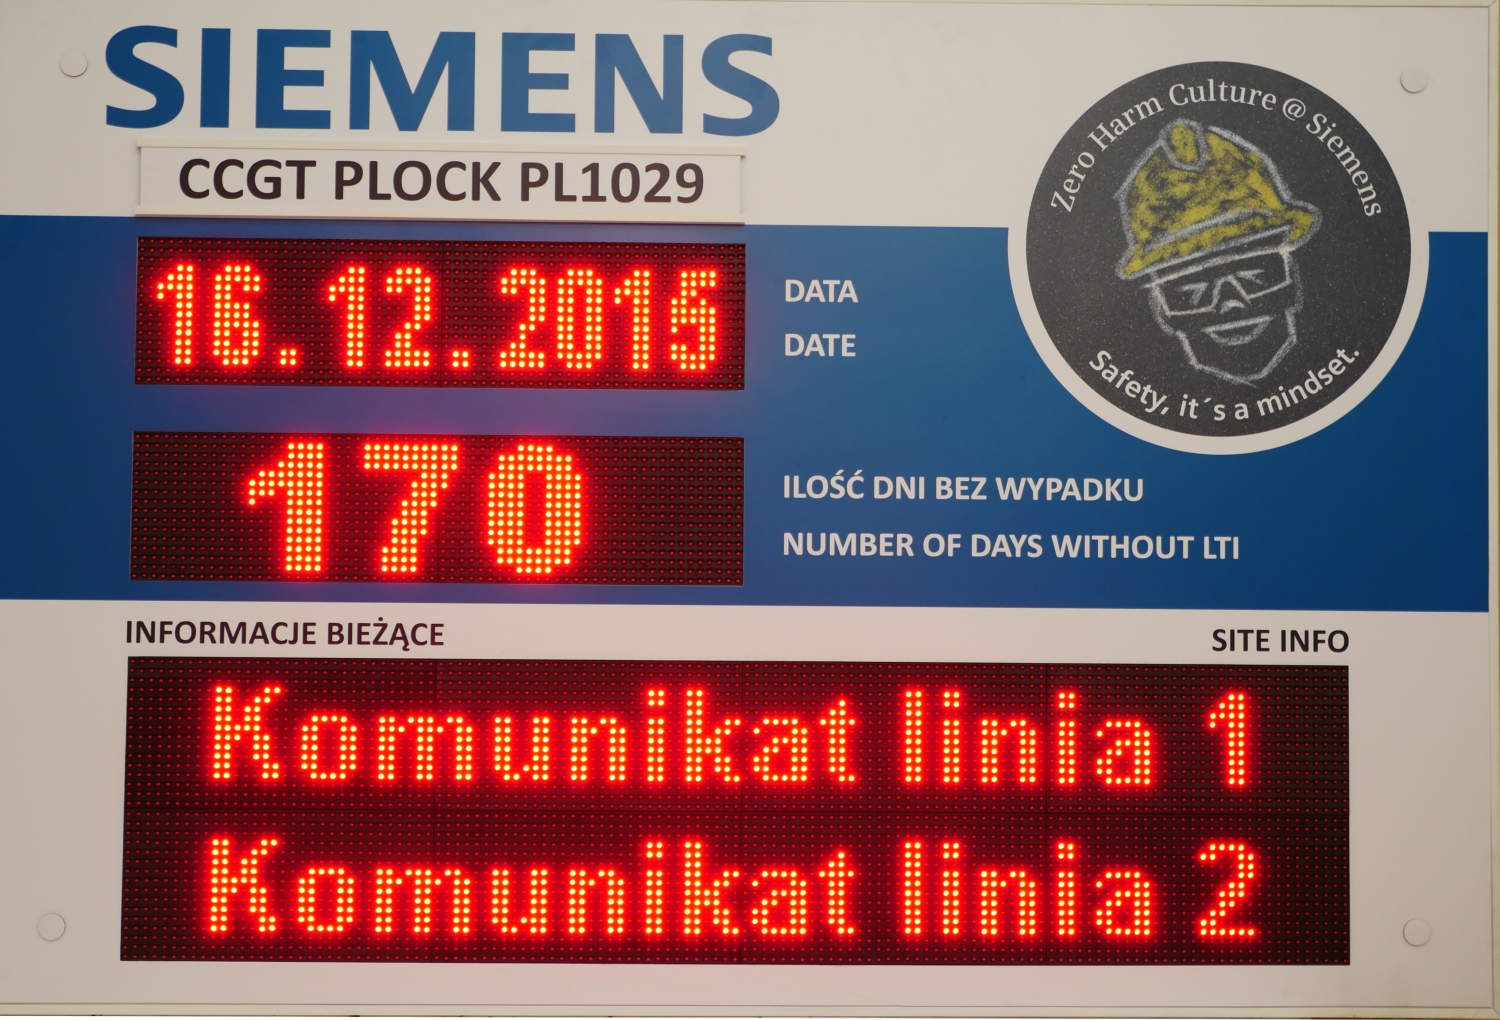 SIEMENS
CCGT PLOCK PL1029
16.12.2015
DATA
DATE
Zero Harm Culture @ Siemens
Safety, it´s a mindset.
170
ILOŚĆ DNI BEZ WYPADKU
NUMBER OF DAYS WITHOUT LTI
INFORMACJE BIEŻĄCE
SITE INFO
Komunikat linia 1
Komunikat linia 2